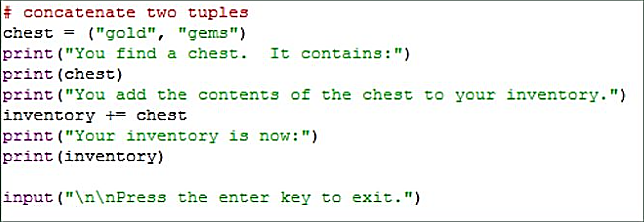 # concatenate two tuples
chest = ("gold", "gems")
print("You find a chest.  It contains:")
print(chest)
print("You add the contents of the chest to your inventory.")
inventory += chest
print("Your inventory is now:")
print(inventory)
input("\n\nPress the enter key to exit.")